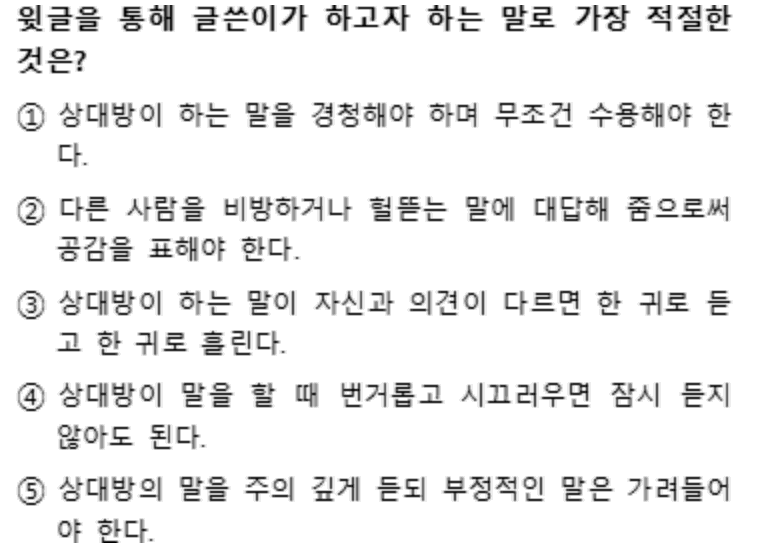 윗글을 통해 글쓴이가 하고자 하는 말로 가장 적절한
것은?
① 상대방이 하는 말을 경청해야 하며 무조건 수용해야 한
다.
② 다른 사람을 비방하거나 헐뜯는 말에 대답해 줌으로써
공감을 표해야 한다.
③ 상대방이 하는 말이 자신과 의견이 다르면 한 귀로 듣
고 한 귀로 흘린다.
④ 상대방이 말을 할 때 번거롭고 시끄러우면 잠시 듣지
않아도 된다.
⑤ 상대방의 말을 주의 깊게 듣되 부정적인 말은 가려들어
야 한다.